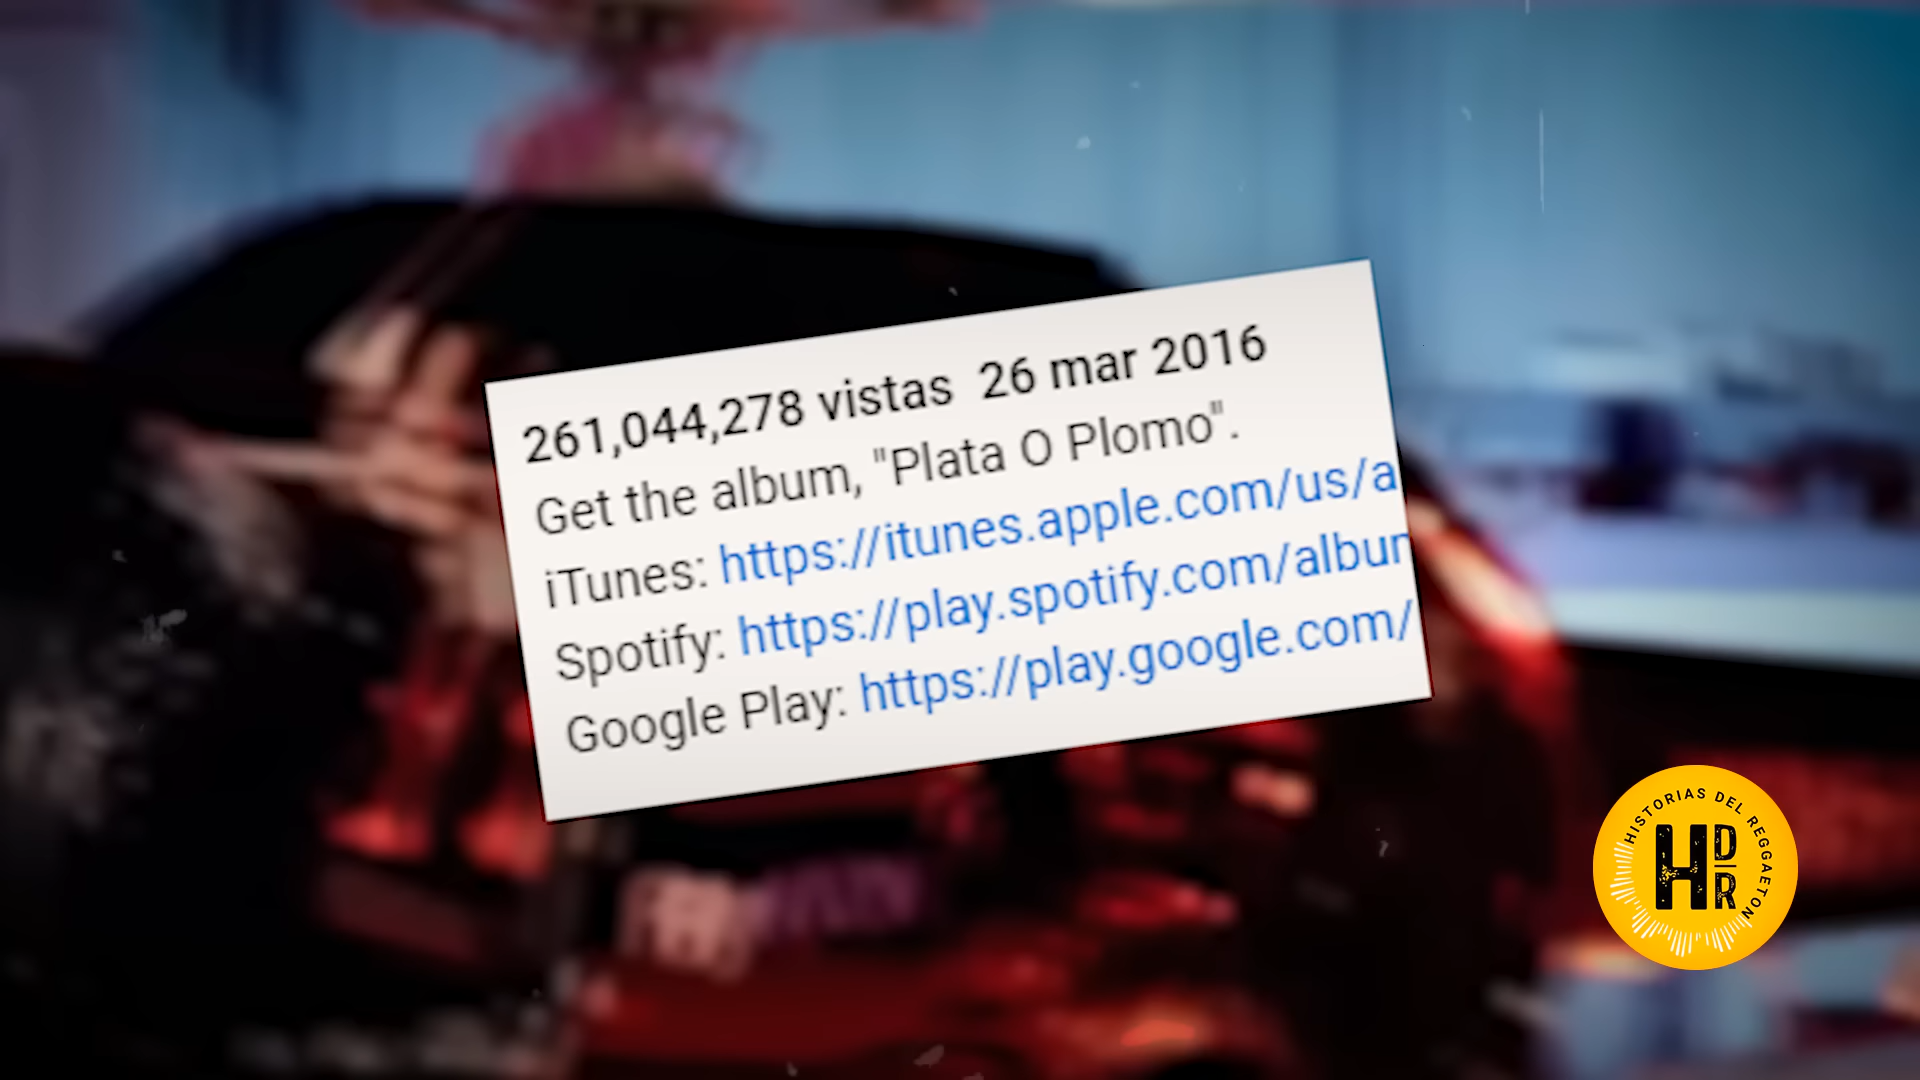 261,044,278 vistas  26 mar 2016
Get the album, "Plata O Plomo".
iTunes: https://itunes.apple.com/us/a
Spotify: https://play.spotify.com/albur
Google Play: https://play.google.com/
HISTORIAS DEL REGGAETON
H
D
R